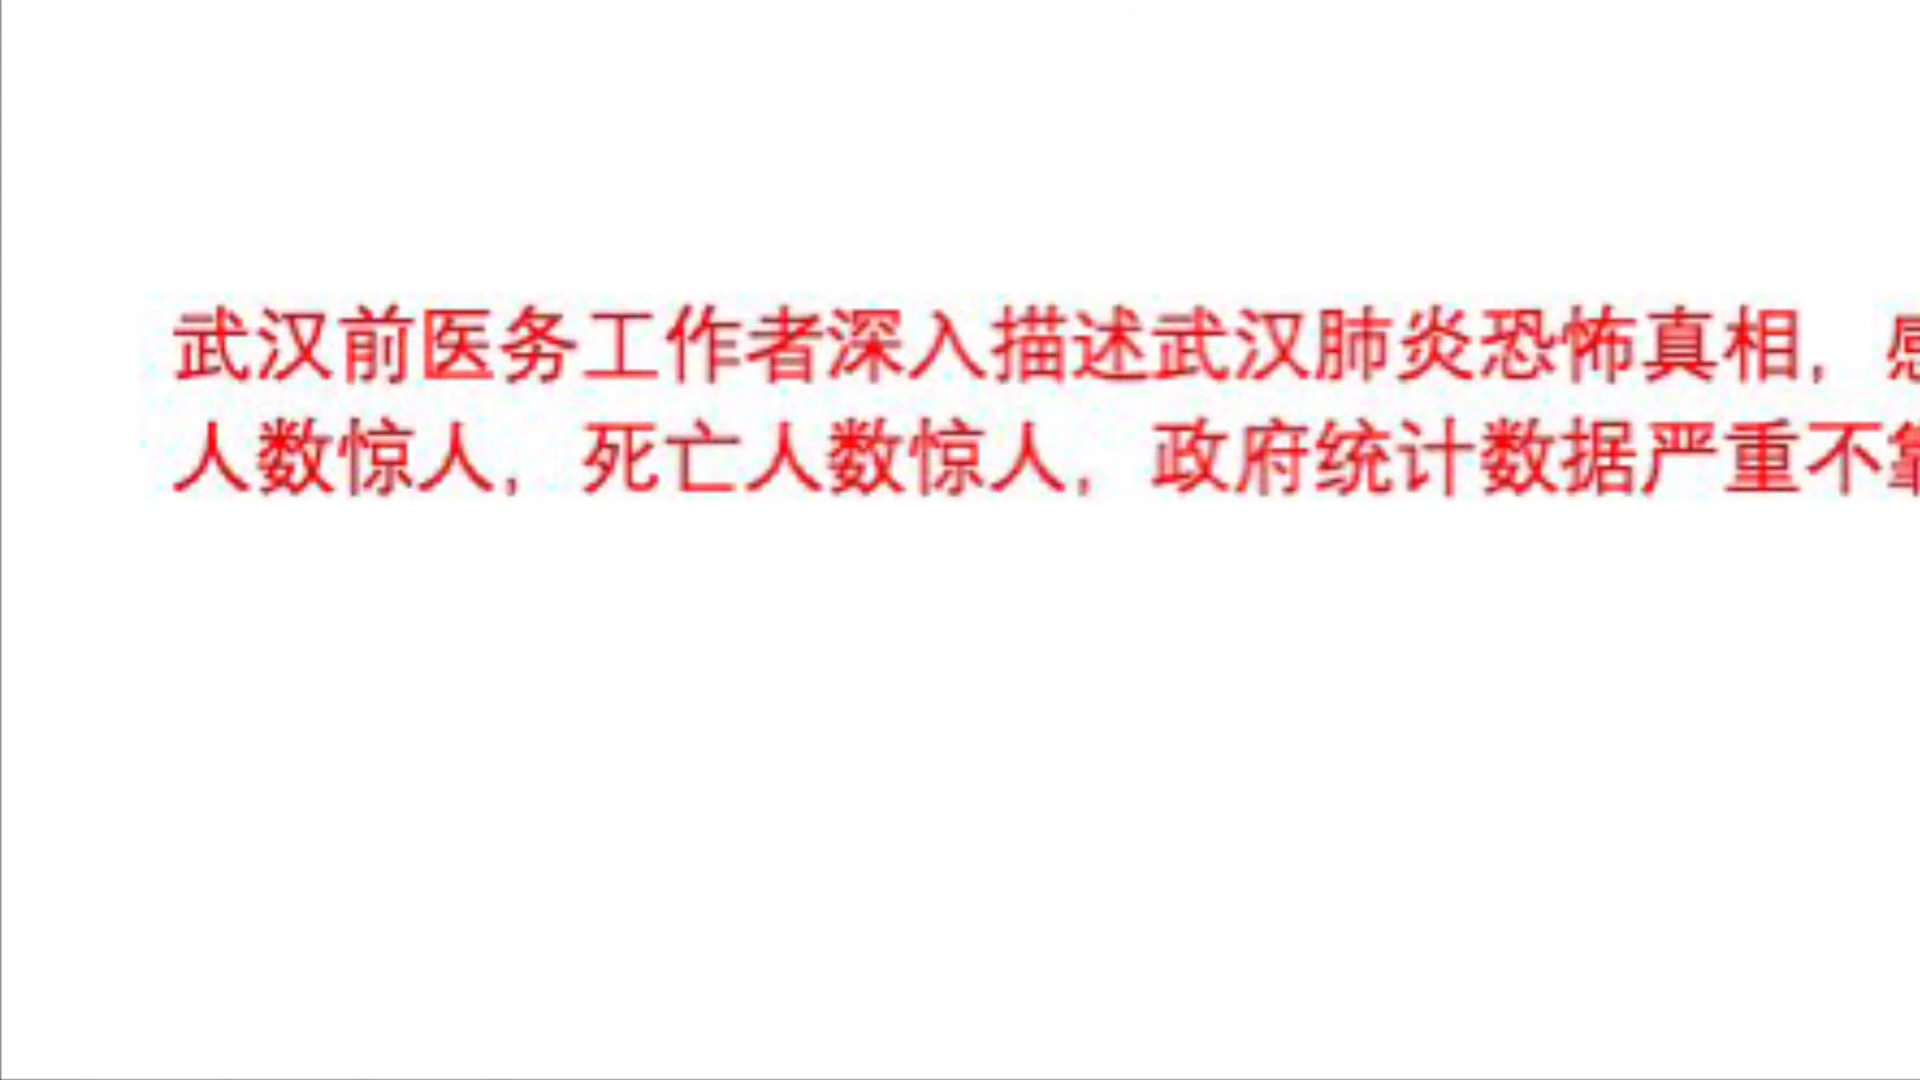 武汉前医务工作者深入描述武汉肺炎恐怖真相，感
人数惊人，死亡人数惊人，政府统计数据严重不靠